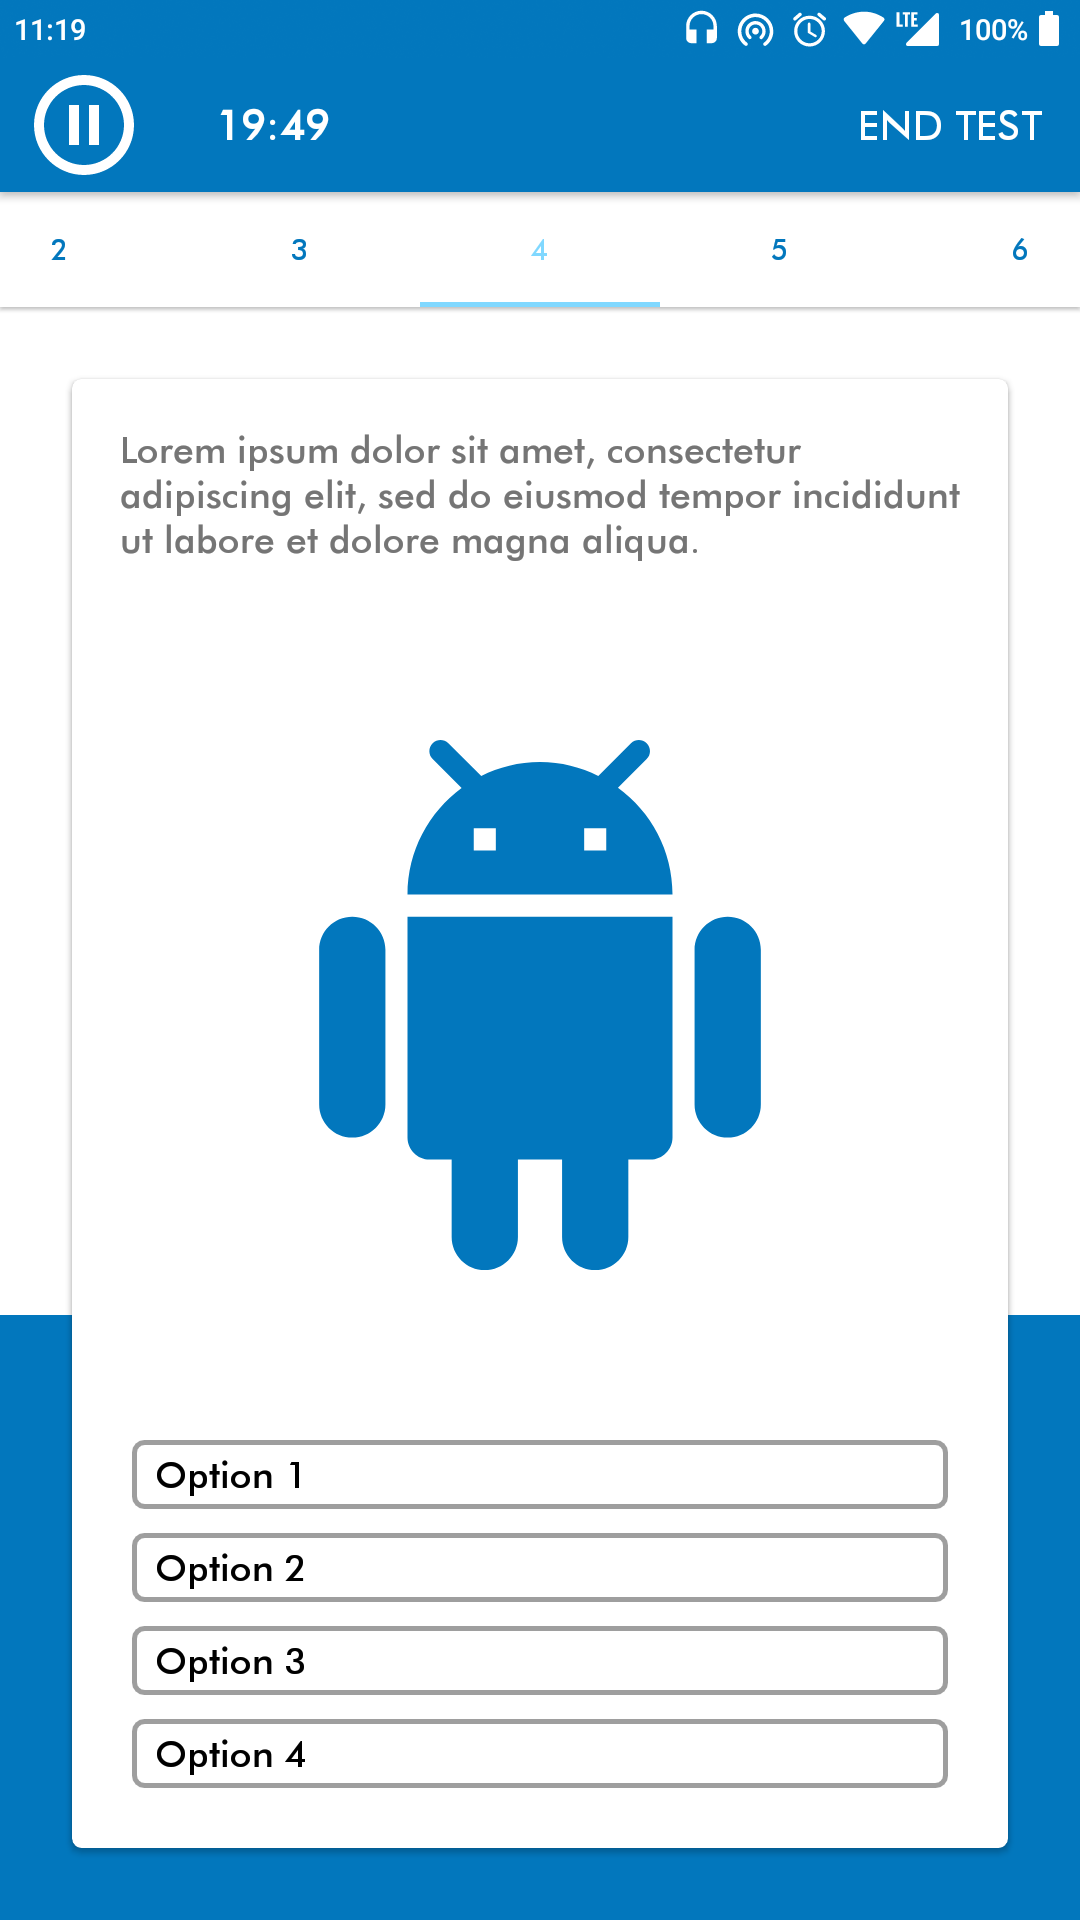 11:19
LTE
100%
19:49
END TEST
2
3
4
5
6
Lorem ipsum dolor sit amet, consectetur
adipiscing elit, sed do eiusmod tempor incididunt
ut labore et dolore magna aliqua.
Option 1
Option 2
Option 3
Option 4